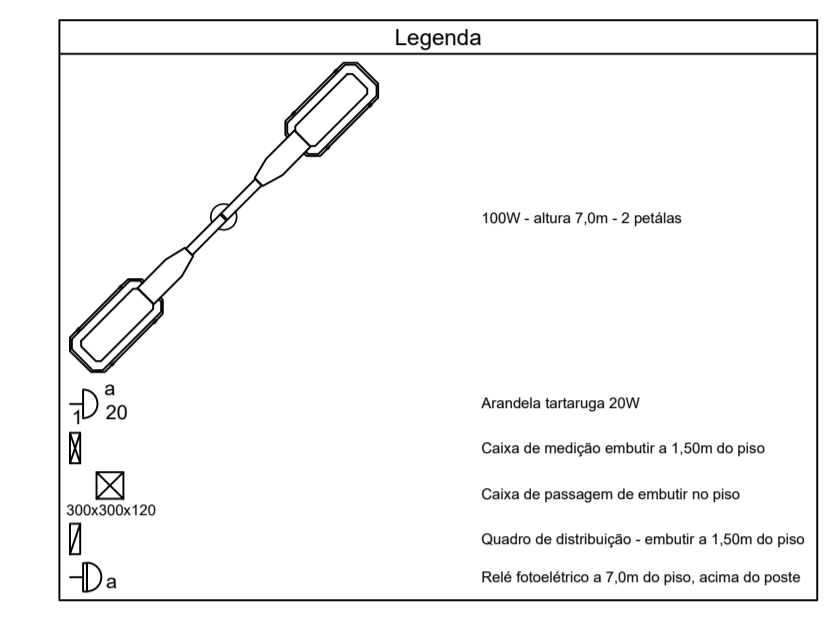 Legenda
100W - altura 7,0m - 2 petálas
a
1 20
Arandela tartaruga 20W
Caixa de medição embutir a 1,50m do piso
Caixa de passagem de embutir no piso
300x300x120
Quadro de distribuição - embutir a 1,50m do piso
a
Relé fotoelétrico a 7,0m do piso, acima do poste